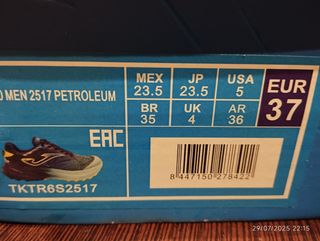 MEN 2517 PETROLEUM
MEX 23.5
JP 23.5
USA 5
EUR 37
BR 35
UK 4
AR 36
EAC
TKTR6S2517
8 447150 278422
29/07/2025 22:15